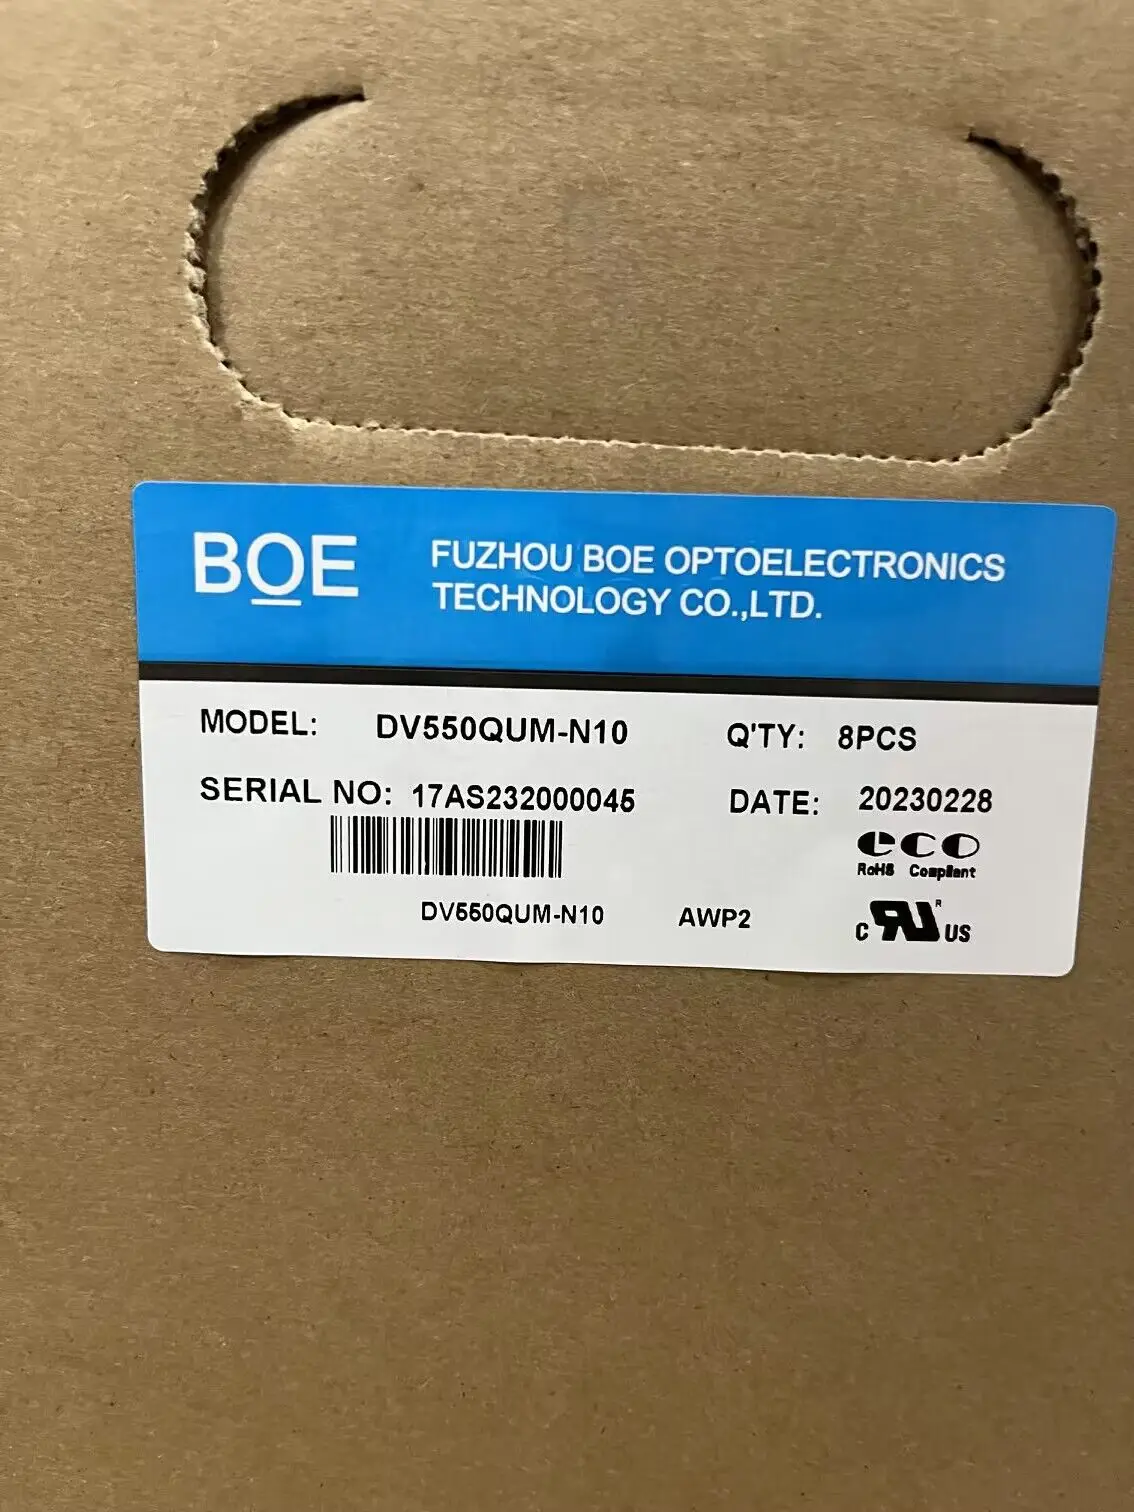 BOE
FUZHOU BOE OPTOELECTRONICS
TECHNOLOGY CO.,LTD.
MODEL: DV550QUM-N10 Q'TY: 8PCS
SERIAL NO: 17AS232000045 DATE: 20230228
eco
RoHS Compliant
DV550QUM-N10 AWP2
C RU R US